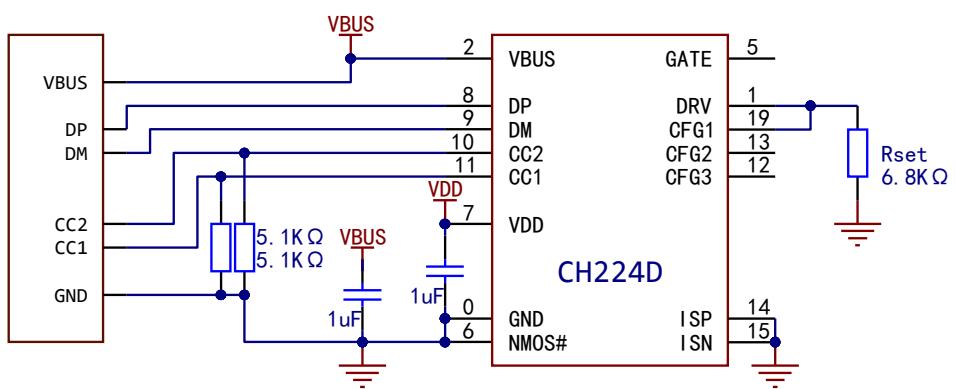 VBUS
VBUS
DP
DM
CC2
CC1
GND
5.1KΩ
5.1KΩ
VBUS
1uF
VDD
1uF
2
8
9
10
11
7
0
6
VBUS
DP
DM
CC2
CC1
VDD
GND
NMOS#
CH224D
GATE
DRV
CFG1
CFG2
CFG3
ISP
ISN
5
1
19
13
12
14
15
Rset
6.8KΩ